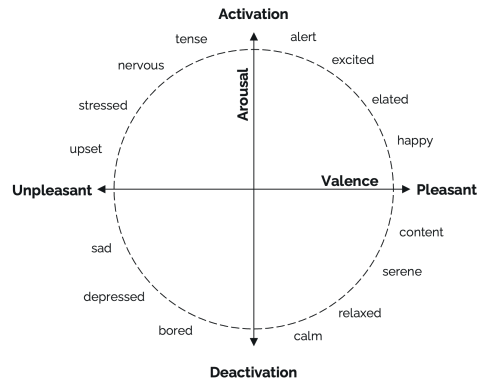 Activation
tense
alert
nervous
excited
Arousal
stressed
elated
upset
happy
Valence
Unpleasant
Pleasant
sad
content
depressed
serene
bored
relaxed
calm
Deactivation